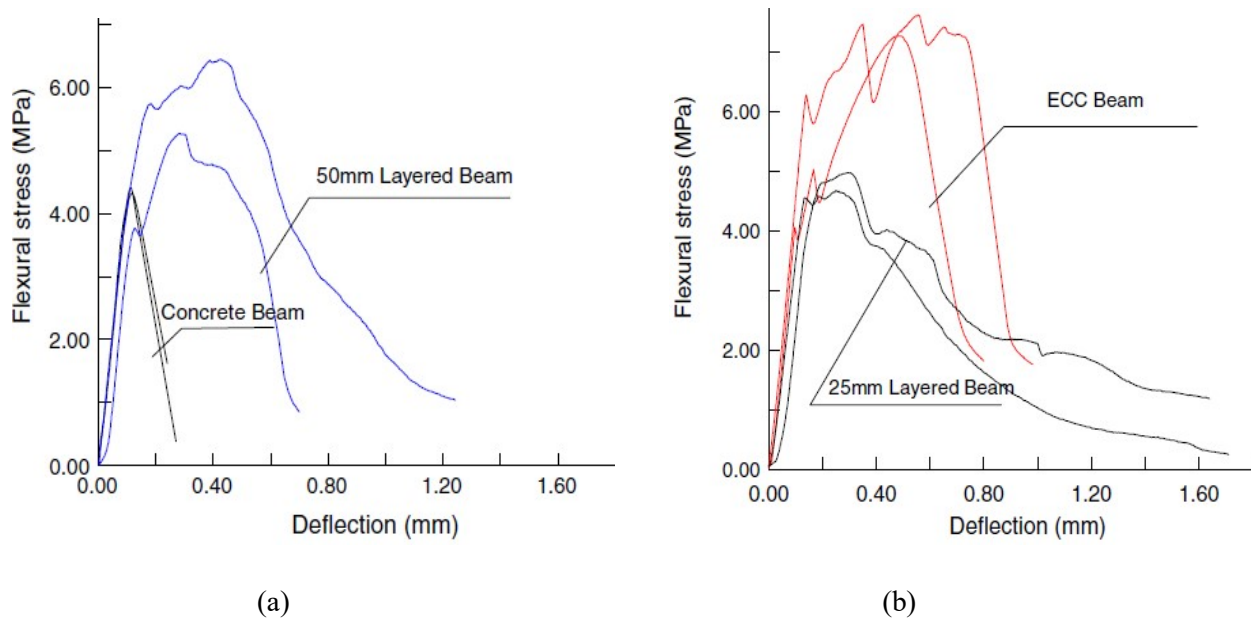 Flexural stress (MPa)
6.00
4.00
2.00
0.00
0.00 0.40 0.80 1.20 1.60
Deflection (mm)
50mm Layered Beam
Concrete Beam
(a)
Flexural stress (MPa)
6.00
4.00
2.00
0.00
0.00 0.40 0.80 1.20 1.60
Deflection (mm)
ECC Beam
25mm Layered Beam
(b)